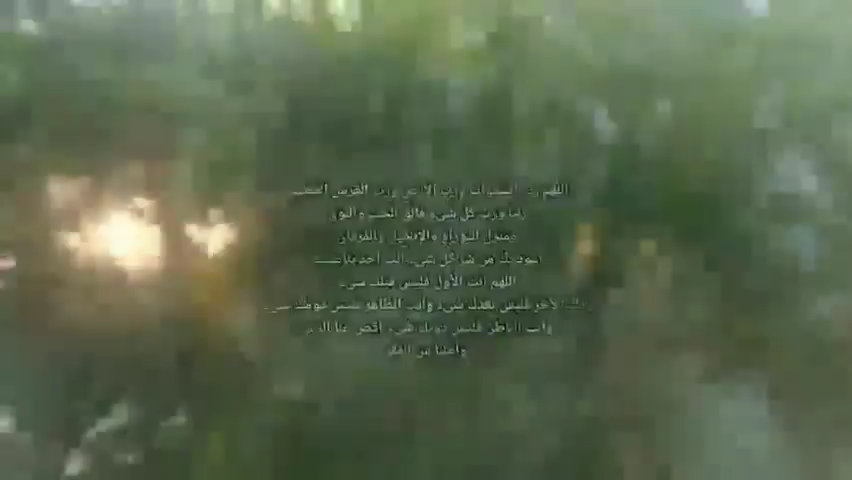 اللهم رب السموات ورب الأرض ورب العرش العظيم
ربنا ورب كل شيء فالق الحب والنوى
ومنزل التوراة والإنجيل والفرقان
أعوذ بك من شر كل شيء أنت آخذ بناصيته
اللهم أنت الأول فليس قبلك شيء
وأنت الآخر فليس بعدك شيء وأنت الظاهر فليس فوقك شيء
وأنت الباطن فليس دونك شيء اقض عنا الدين
وأغننا من الفقر